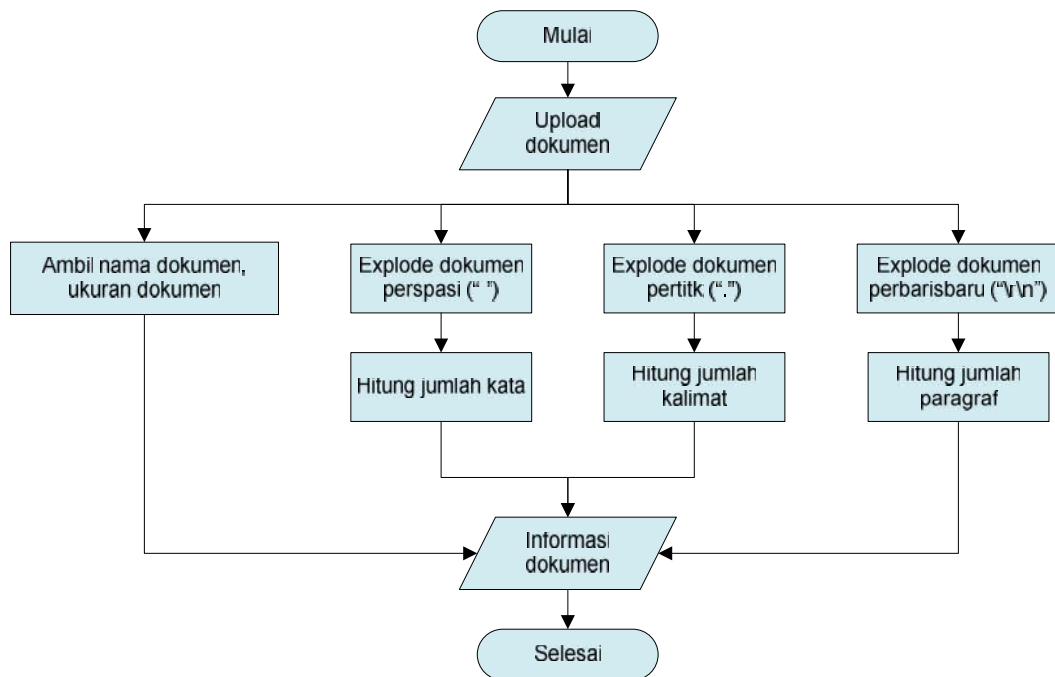 Mulai
Upload
dokumen
Ambil nama dokumen,
ukuran dokumen
Explode dokumen
perspasi (“ ”)
Explode dokumen
pertitk (“.”)
Explode dokumen
perbarisbaru (“\r\n”)
Hitung jumlah kata
Hitung jumlah
kalimat
Hitung jumlah
paragraf
Informasi
dokumen
Selesai